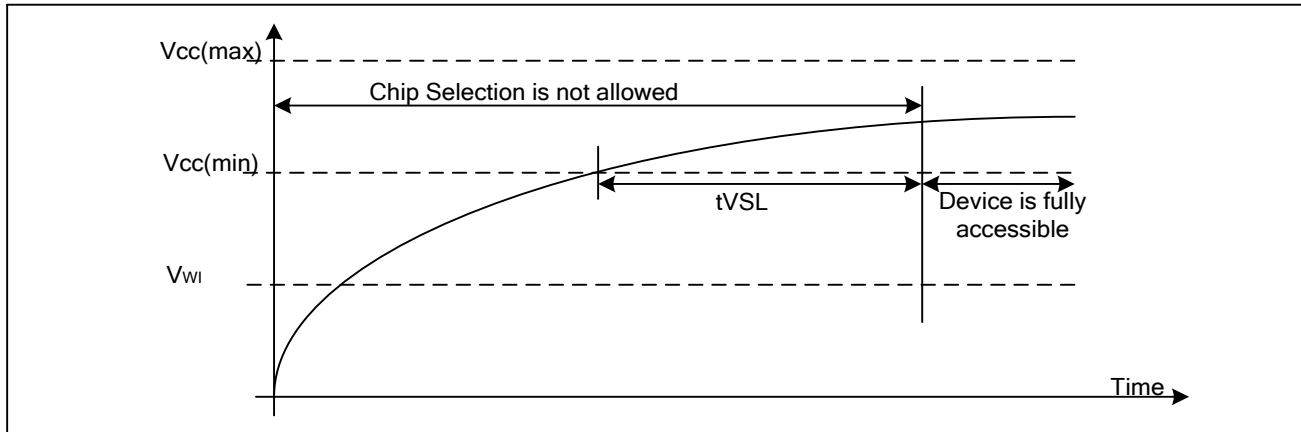 Vcc(max)
Chip Selection is not allowed
Vcc(min)
tVSL
Device is fully
accessible
VWI
Time